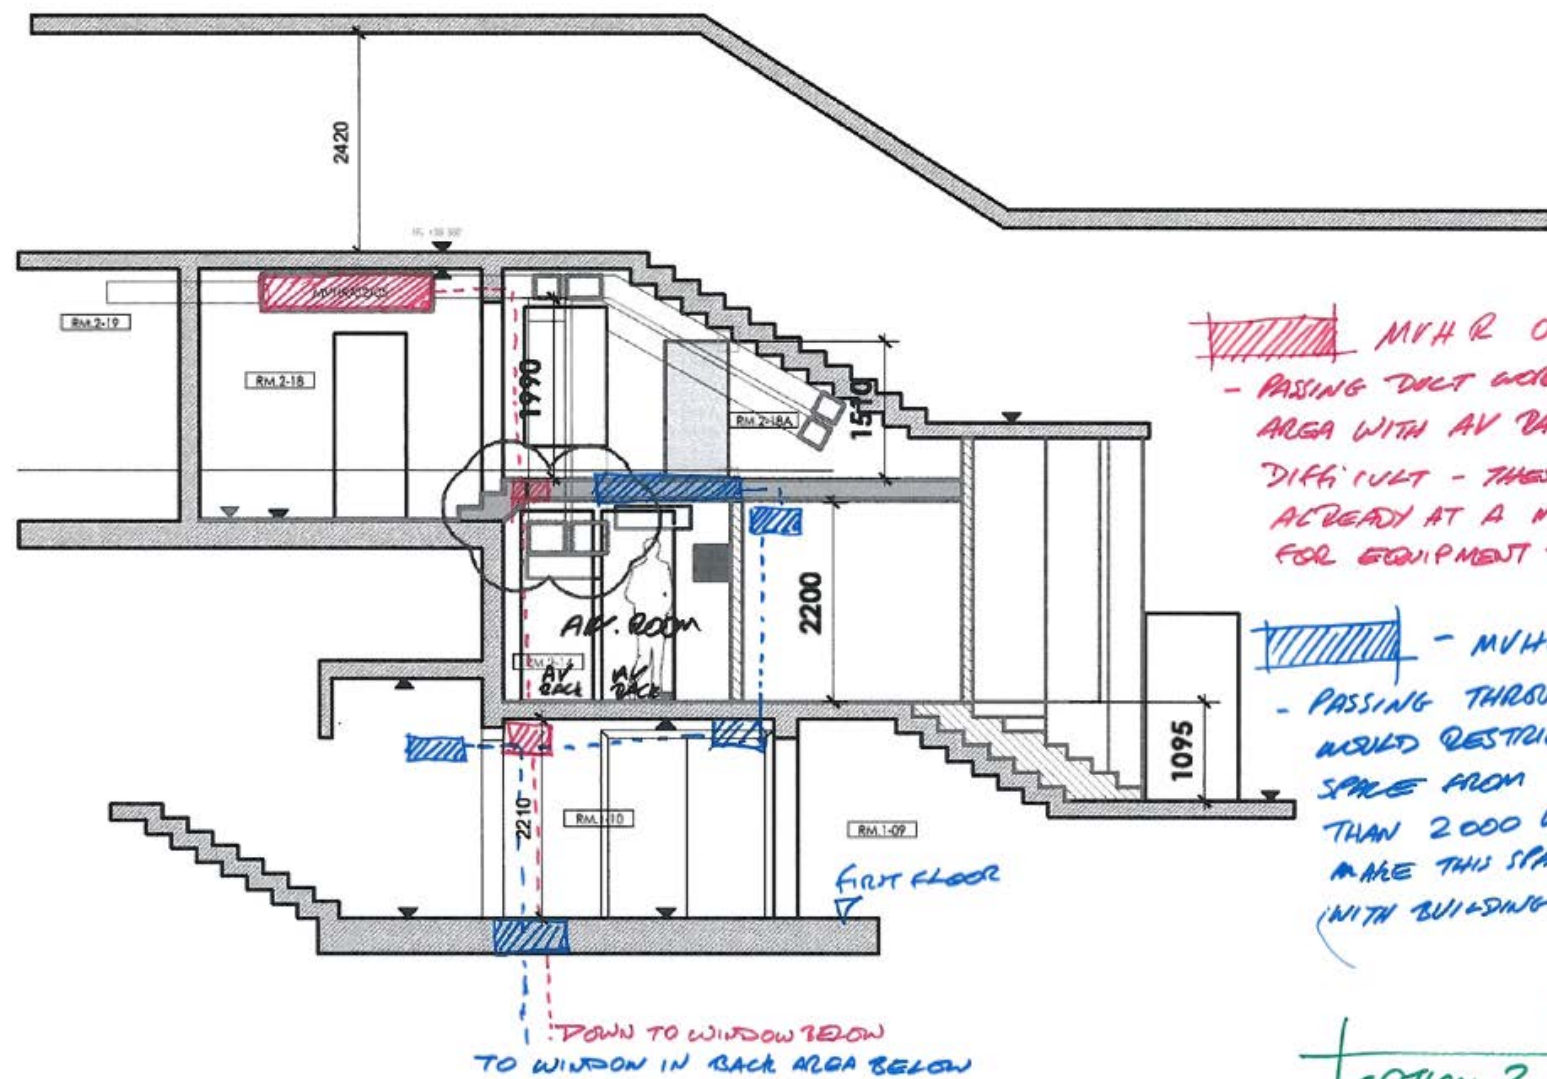 2420
RM.2-19
RM.2-18
1990
RM.2-18A
1510
2200
AV. ROOM
AV
RACK
AV
RACK
1095
2210
RM.1-10
RM.1-09
FIRST FLOOR
DOWN TO WINDOW BELOW
TO WINDOW IN BACK AREA BELOW
MVHR O
- PASSING DUCT WOR
AREA WITH AV RA
DIFFICULT - THES
ALREADY AT A M
FOR EQUIPMENT
- MVH
- PASSING THROU
WOULD RESTRI
SPACE FROM
THAN 2000
MAKE THIS SPA
WITH BUILDING